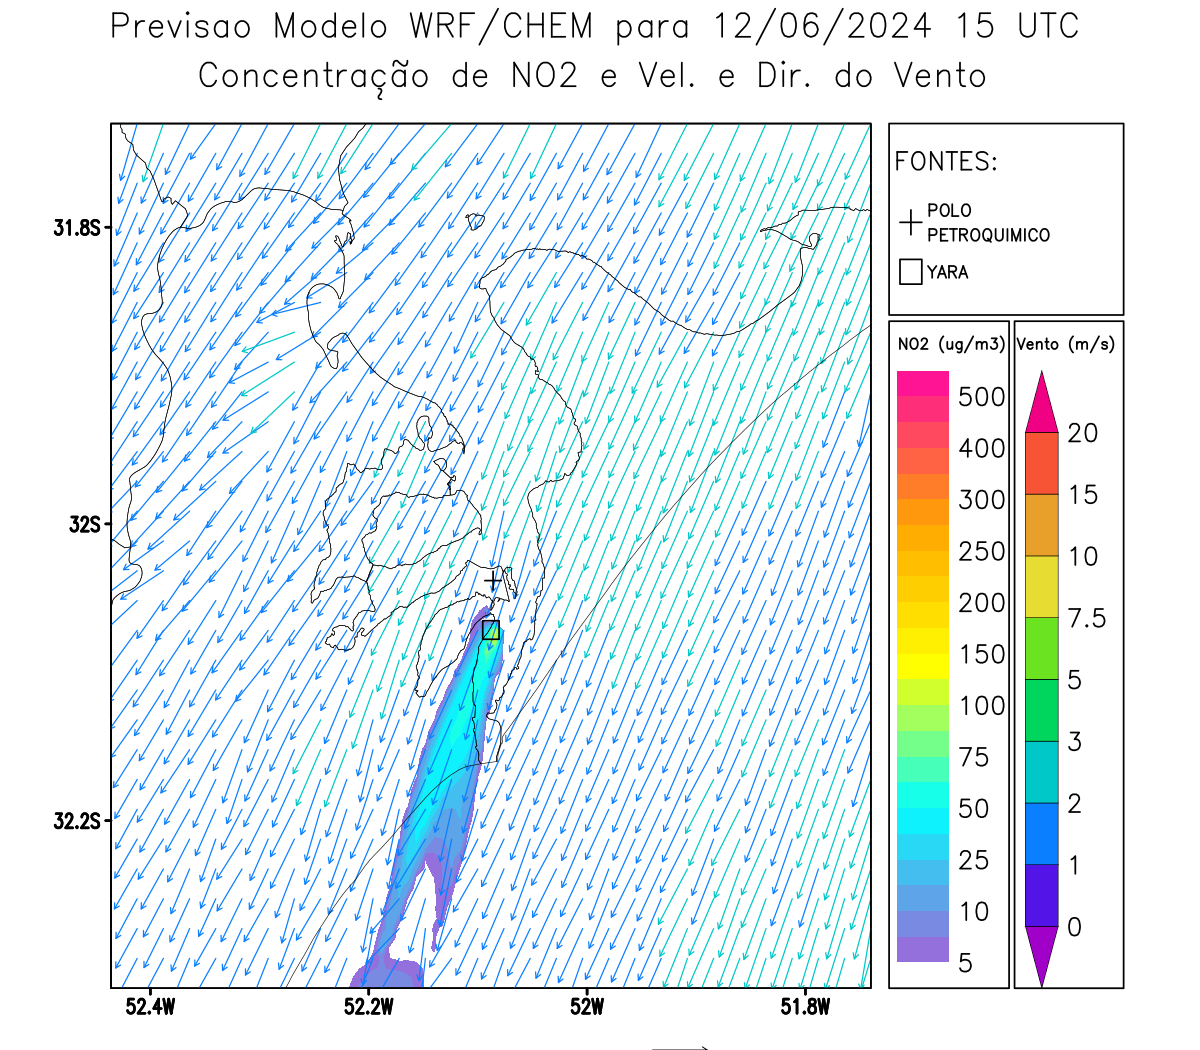 Previsao Modelo WRF/CHEM para 12/06/2024 15 UTC
Concentração de NO2 e Vel. e Dir. do Vento
FONTES:
POLO
PETROQUIMICO
YARA
NO2 (ug/m3)
500
400
300
250
200
150
100
75
50
25
10
5
Vento (m/s)
20
15
10
7.5
5
3
2
1
0
31.8S
32S
32.2S
52.4W
52.2W
52W
51.8W